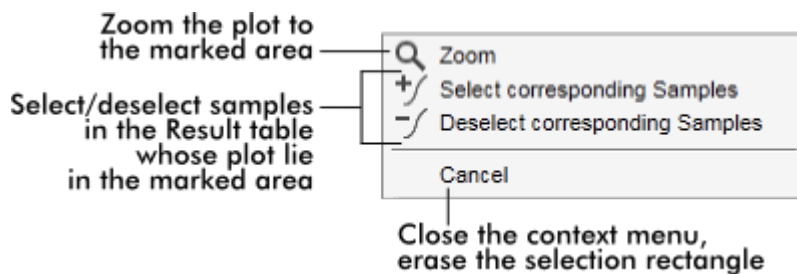 Zoom the plot to
the marked area
Zoom
Select corresponding Samples
Select/deselect samples
in the Result table
whose plot lie
in the marked area
Deselect corresponding Samples
Cancel
Close the context menu,
erase the selection rectangle